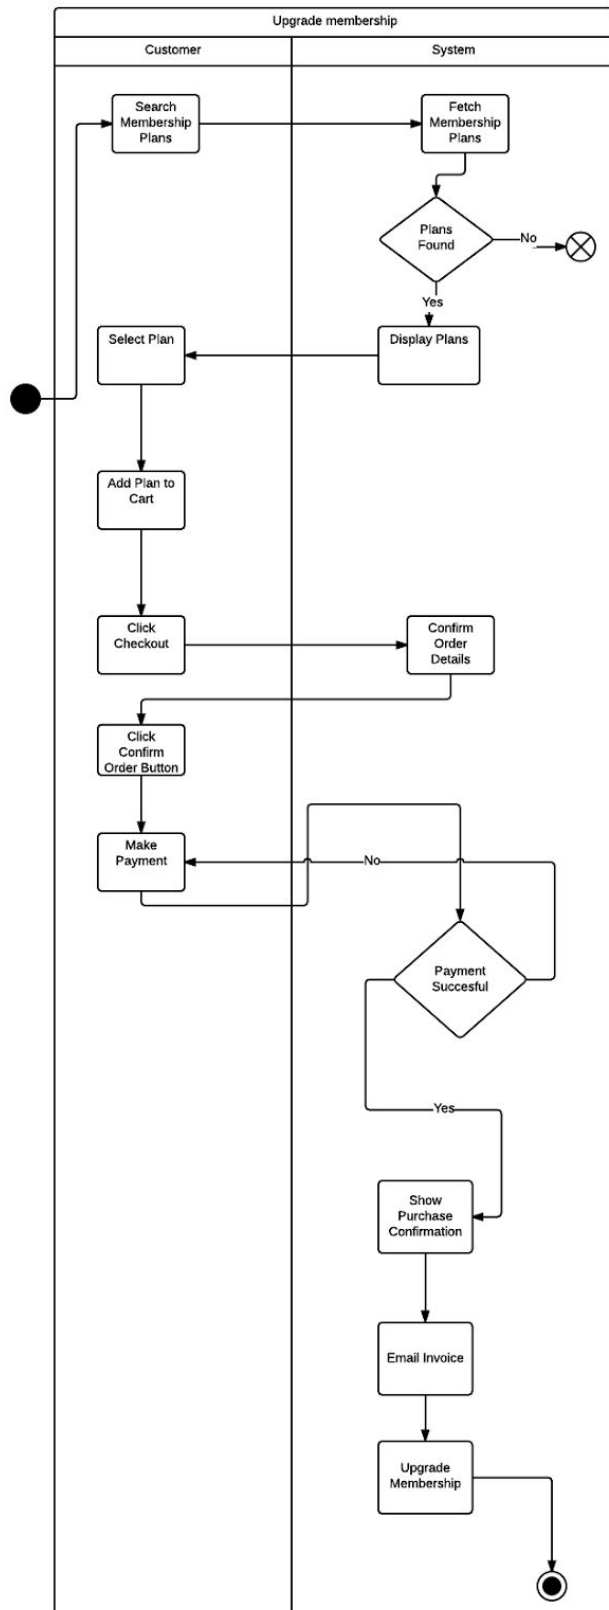 Upgrade membership
Customer
System
Search
Membership
Plans
Fetch
Membership
Plans
Plans
Found
No
Yes
Select Plan
Display Plans
Add Plan to
Cart
Click
Checkout
Confirm
Order
Details
Click
Confirm
Order Button
Make
Payment
No
Payment
Succesful
Yes
Show
Purchase
Confirmation
Email Invoice
Upgrade
Membership